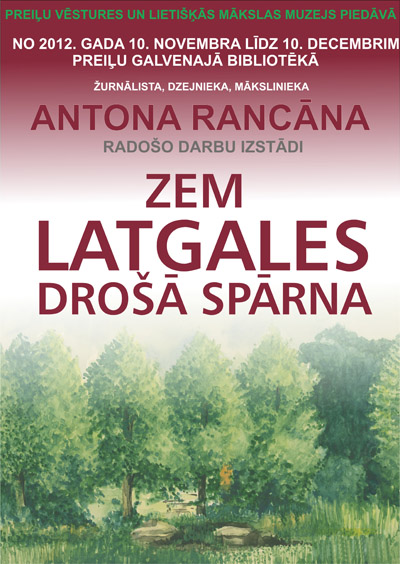 PREIĻU VĒSTURES UN LIETIŠĶĀS MĀKSLAS MUZEJS PIEDĀVĀ
NO 2012. GADA 10. NOVEMBRA LĪDZ 10. DECEMBRIM
PREIĻU GALVENAJĀ BIBLIOTĒKĀ
ŽURNĀLISTA, DZEJNIEKA, MĀKSLINIEKA
ANTONA RANCĀNA
RADOŠO DARBU IZSTĀDI
ZEM
LATGALES
DROŠĀ SPĀRNA